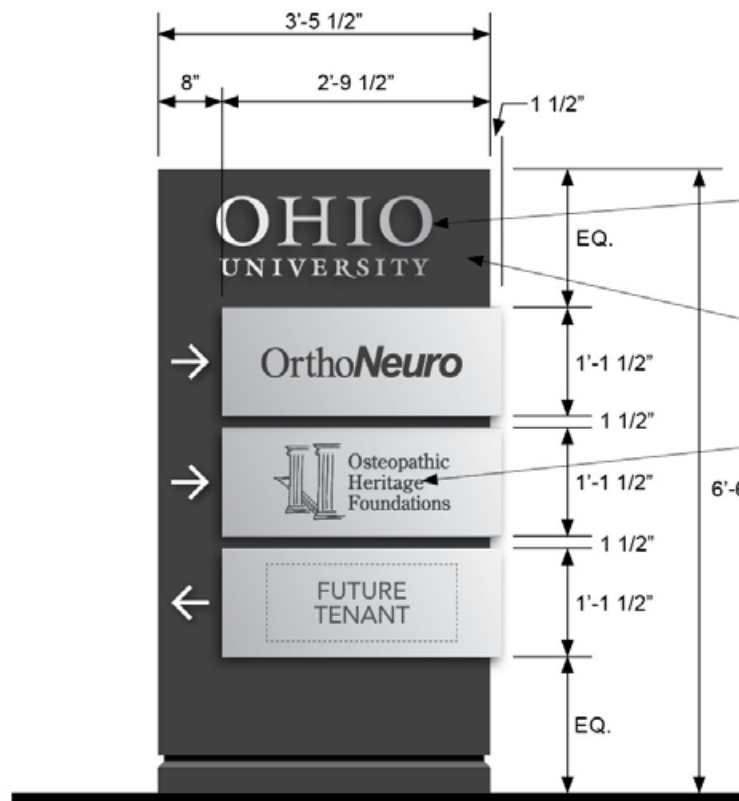 3'-5 1/2"
8"
2'-9 1/2"
1 1/2"
OHIO
UNIVERSITY
EQ.
OrthoNeuro
1'-1 1/2"
1 1/2"
Osteopathic
Heritage
Foundations
1'-1 1/2"
6'-6
1 1/2"
FUTURE
TENANT
1'-1 1/2"
EQ.